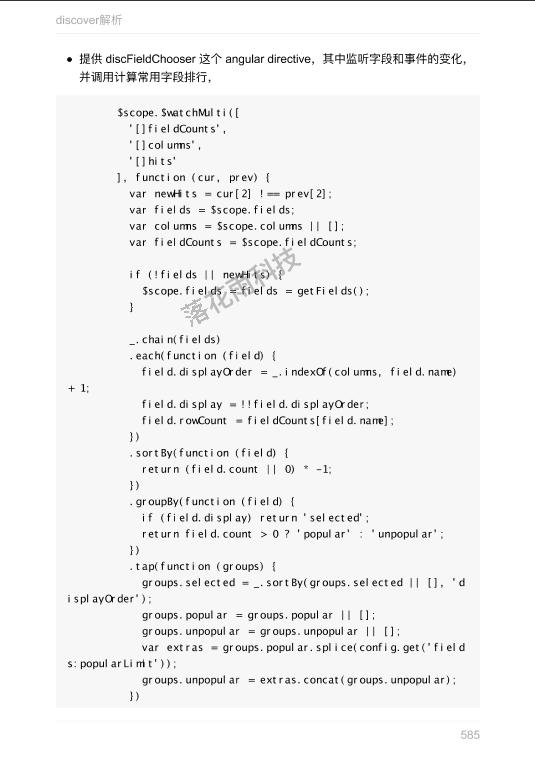 discover解析
● 提供 discFieldChooser 这个 angular directive，其中监听字段和事件的变化，
并调用计算常用字段排行，
$scope.$watchMulti([
'[]fieldCounts',
'[]columns',
'[]hits'
], function (cur, prev) {
var newHits = cur[2] !== prev[2];
var fields = $scope.fields;
var columns = $scope.columns || [];
var fieldCounts = $scope.fieldCounts;
if (!fields || newHits) {
$scope.fields = fields = getFields();
}
落花雨科技
_.chain(fields)
.each(function (field) {
field.displayOrder = _.indexOf(columns, field.name)
+ 1;
field.display = !!field.displayOrder;
field.rowCount = fieldCounts[field.name];
})
.sortBy(function (field) {
return (field.count || 0) * -1;
})
.groupBy(function (field) {
if (field.display) return 'selected';
return field.count > 0 ? 'popular' : 'unpopular';
})
.tap(function (groups) {
groups.selected = _.sortBy(groups.selected || [], 'd
isplayOrder');
groups.popular = groups.popular || [];
groups.unpopular = groups.unpopular || [];
var extras = groups.popular.splice(config.get('field
s:popularLimit'));
groups.unpopular = extras.concat(groups.unpopular);
})
585